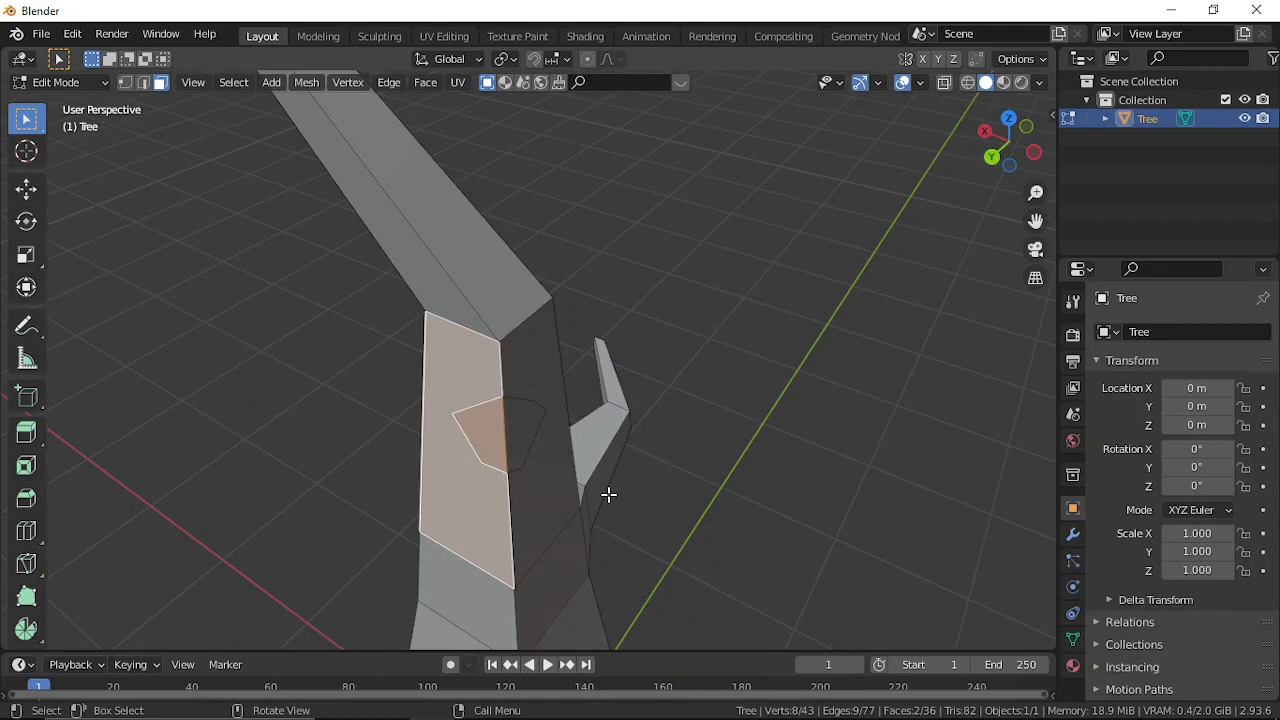 Blender
File Edit Render Window Help Layout Modeling Sculpting UV Editing Texture Paint Shading Animation Rendering Compositing Geometry Nod Scene View Layer
Global X Y Z Options
Edit Mode View Select Add Mesh Vertex Edge Face UV
User Perspective
(1) Tree
Z
X
Y
Scene Collection
Collection
Tree
Tree
Tree
Transform
Location X 0 m
Y 0 m
Z 0 m
Rotation X 0°
Y 0°
Z 0°
Mode XYZ Euler
Scale X 1.000
Y 1.000
Z 1.000
Delta Transform
Relations
Collections
Instancing
Motion Paths
Playback Keying View Marker 1 Start 1 End 250
1 20 40 60 80 100 120 140 160 180 200 220 240
Select Box Select Rotate View Call Menu Tree | Verts:8/43 | Edges:9/77 | Faces:2/36 | Tris:82 | Objects:1/1 | Memory: 18.9 MiB | VRAM: 0.4/2.0 GiB | 2.93.6